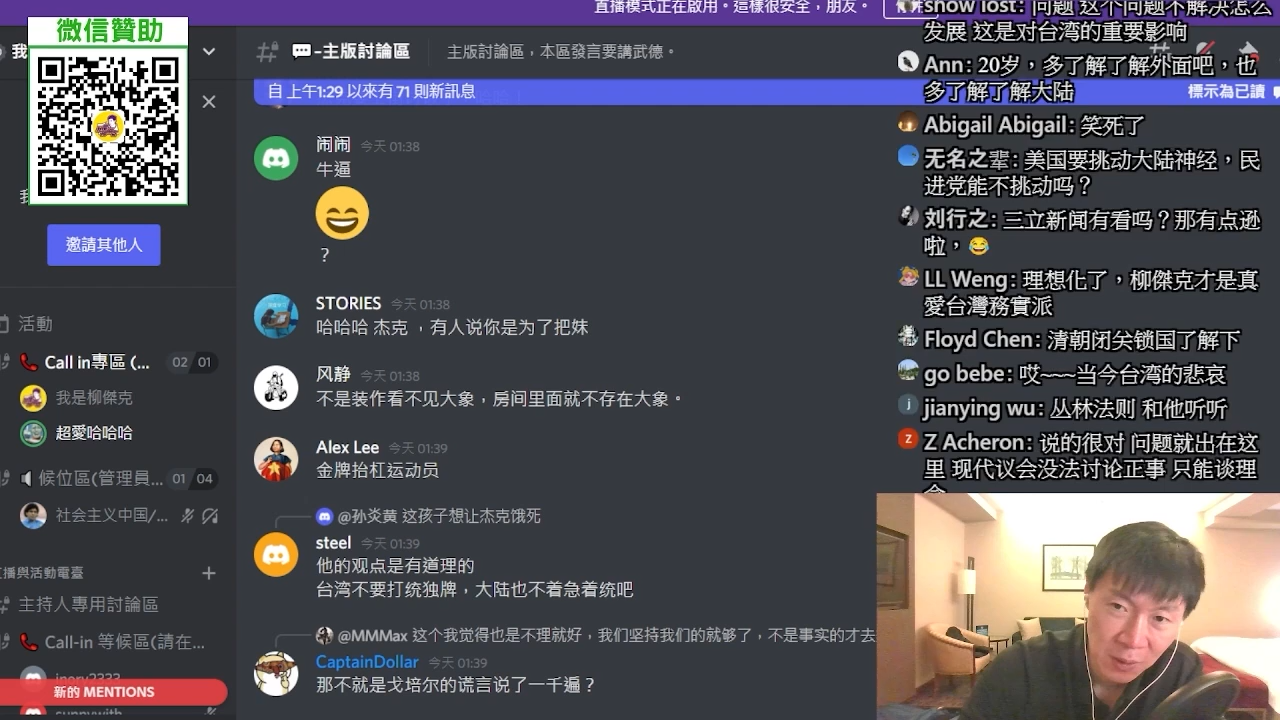 直播模式正在啟用。這樣很安全，朋友。
微信贊助
我
邀請其他人
活動
Call in專區 (...
02 01
我是柳傑克
超愛哈哈哈
候位區(管理員...
01 04
社会主义中国/...
播與活動電臺
主持人專用討論區
Call-in 等候區(請在...
inory2333
新的 MENTIONS
sunnywith
-主版討論區
主版討論區，本區發言要講武德。
自 上午1:29 以來有 71 則新訊息
標示為已讀
闹闹 今天 01:38
牛逼
？
STORIES 今天 01:38
哈哈哈 杰克 ，有人说你是为了把妹
风静 今天 01:38
不是装作看不见大象，房间里面就不存在大象。
Alex Lee 今天 01:39
金牌抬杠运动员
@孙炎黄 这孩子想让杰克饿死
steel 今天 01:39
他的观点是有道理的
台湾不要打统独牌，大陆也不着急着统吧
@MMMax 这个我觉得也是不理就好，我们坚持我们的就够了，不是事实的才去
CaptainDollar 今天 01:39
那不就是戈培尔的谎言说了一千遍？
show lost: 问题 这个问题不解决怎么
发展 这是对台湾的重要影响
Ann: 20岁，多了解了解外面吧，也
多了解了解大陆
Abigail Abigail: 笑死了
无名之辈: 美国要挑动大陆神经，民
进党能不挑动吗？
刘行之: 三立新闻有看吗？那有点逊
啦，
LL Weng: 理想化了，柳傑克才是真
愛台灣務實派
Floyd Chen: 清朝闭关锁国了解下
go bebe: 哎~~~当今台湾的悲哀
jianying wu: 丛林法则 和他听听
Z Acheron: 说的很对 问题就出在这
里 现代议会没法讨论正事 只能谈理